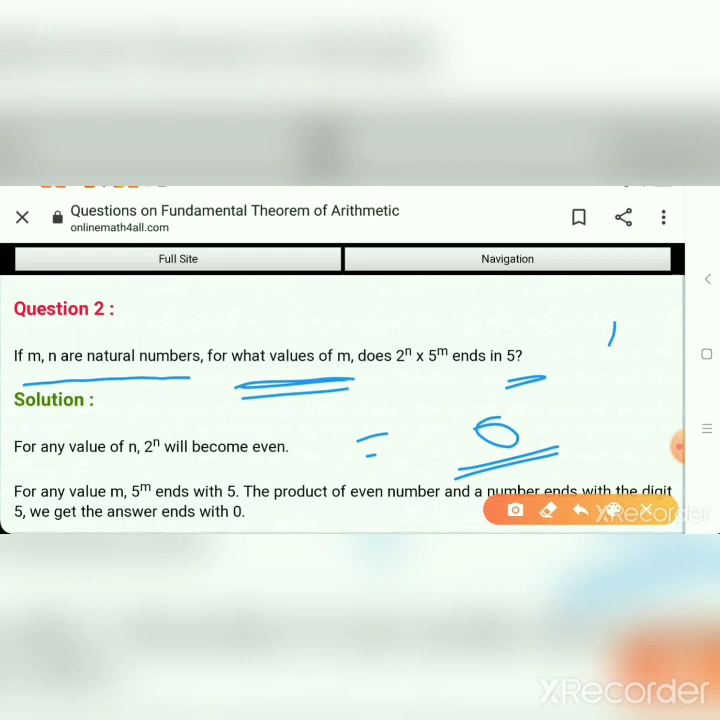 Questions on Fundamental Theorem of Arithmetic
onlinemath4all.com
Full Site
Navigation
Question 2 :
If m, n are natural numbers, for what values of m, does 2ⁿ x 5ᵐ ends in 5?
Solution :
For any value of n, 2ⁿ will become even.
For any value m, 5ᵐ ends with 5. The product of even number and a number ends with the digit
5, we get the answer ends with 0.
XRecorder
XRecorder